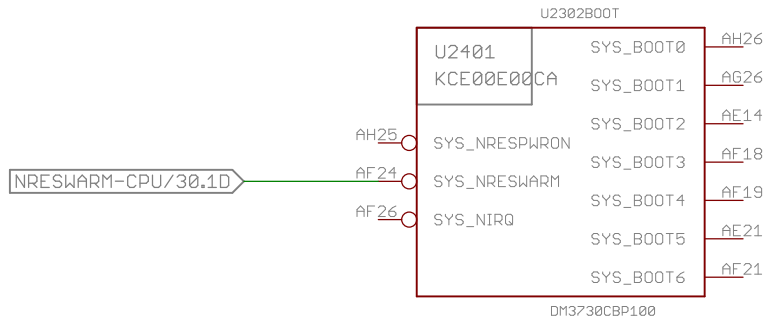 U2302BOOT
U2401
KCE00E00CA
SYS_BOOT0
AH26
SYS_BOOT1
AG26
SYS_BOOT2
AE14
AH25
SYS_NRESPWRON
SYS_BOOT3
AF18
NRESWARM-CPU/30.1D
AF24
SYS_NRESWARM
SYS_BOOT4
AF19
AF26
SYS_NIRQ
SYS_BOOT5
AE21
SYS_BOOT6
AF21
DM3730CBP100